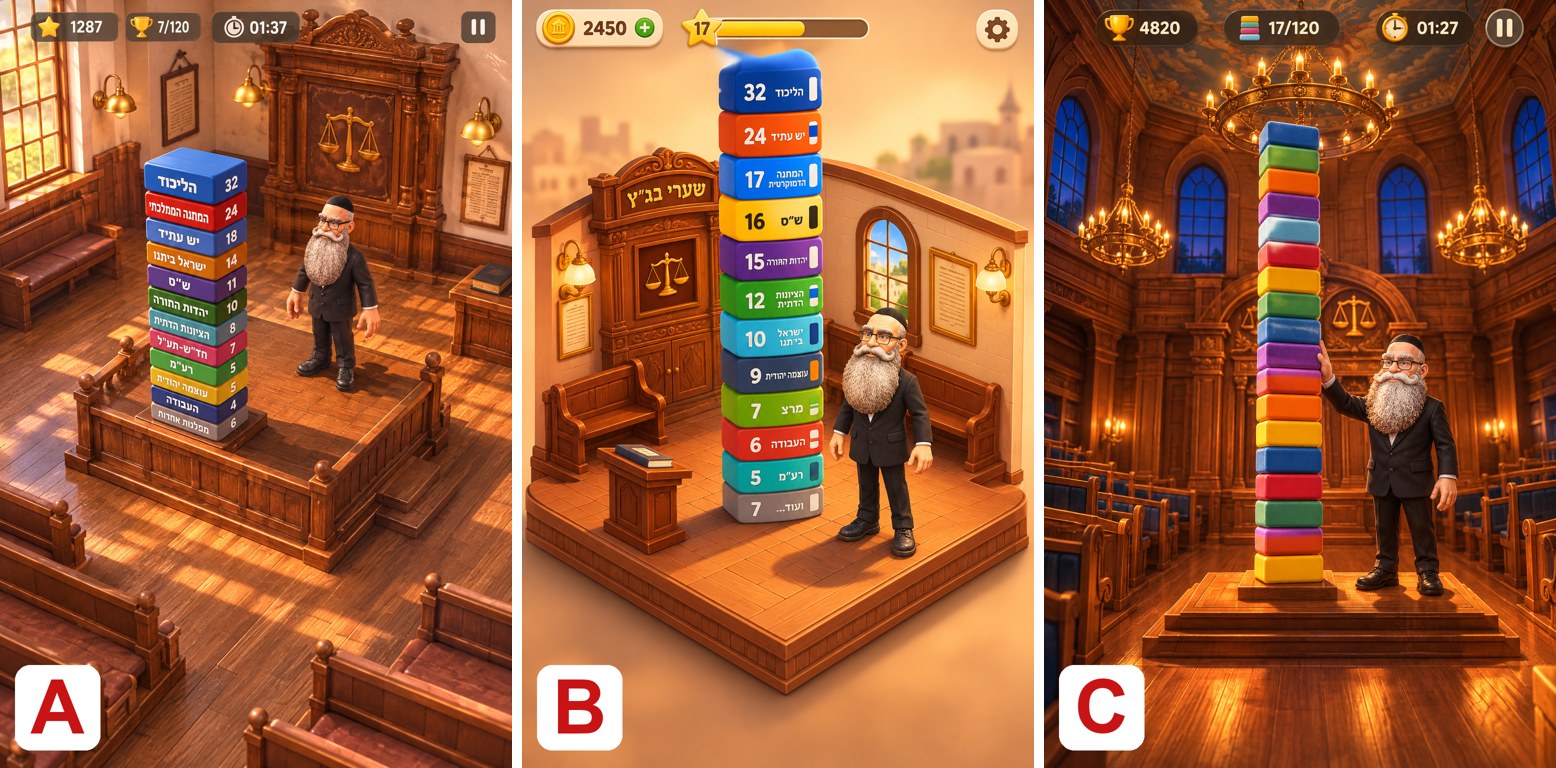 1287
7/120
01:37
הליכוד 32
המחנה הממלכתי 24
יש עתיד 18
ישראל ביתנו 14
ש"ס 11
יהדות התורה 10
הציונות הדתית 8
חד"ש-תע"ל 7
רע"מ 5
עוצמה יהודית 5
העבודה 4
6
A
2450
17
שערי בג"ץ
הליכוד 32
יש עתיד 24
המחנה
הדמוקרטית 17
ש"ס 16
יהדות התורה 15
הציונות
הדתית 12
ישראל
ביתנו 10
עוצמה יהודית 9
מרצ 7
העבודה 6
רע"מ 5
ועוד... 7
B
4820
17/120
01:27
C